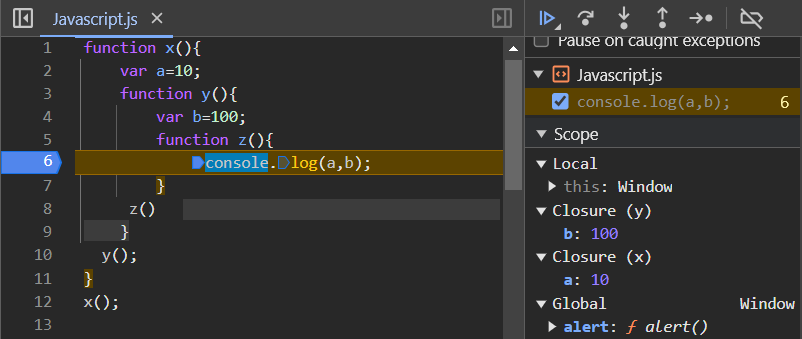 Javascript.js ×
1 function x(){
2 var a=10;
3 function y(){
4 var b=100;
5 function z(){
6 console.log(a,b);
7 }
8 z()
9 }
10 y();
11 }
12 x();
13
Pause on caught exceptions
Javascript.js
console.log(a,b); 6
Scope
Local
this: Window
Closure (y)
b: 100
Closure (x)
a: 10
Global Window
alert: ƒ alert()